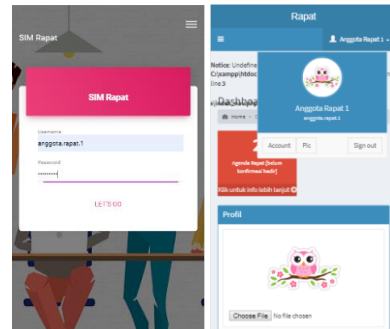 SIM Rapat
SIM Rapat
Username
anggota.rapat.1
Password
LET'S GO
Rapat
Anggota Rapat 1
Notice: Undefine
C:\xampp\htdoc
line 3
Dashboa
Home
Anggota Rapat 1
anggota.rapat.1
Account
Pic
Sign out
Agenda Rapat [belum
konfirmasi hadir]
Klik untuk info lebih lanjut
Profil
Choose File No file chosen